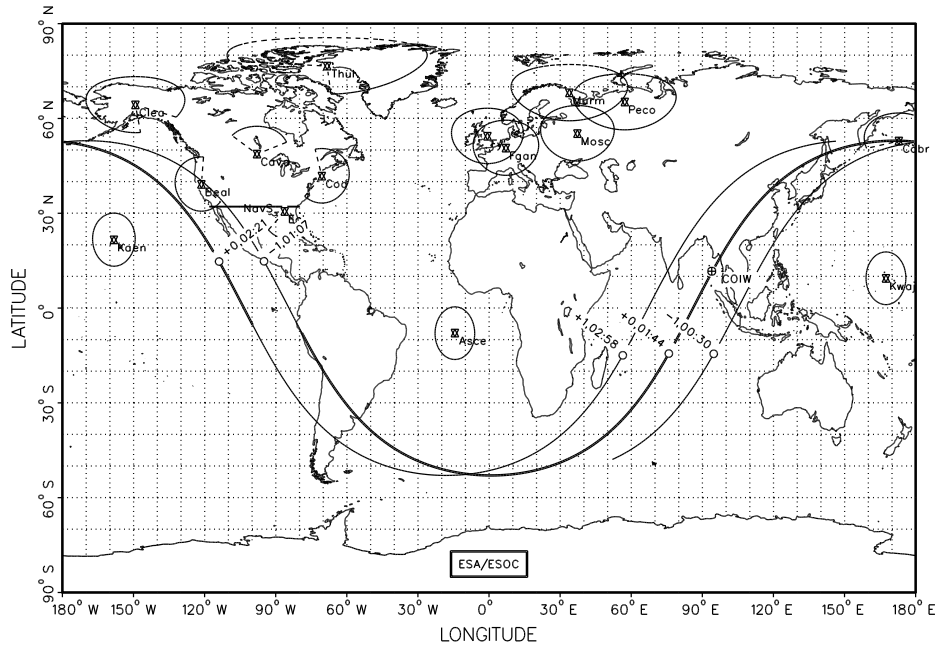 90° N
60° N
30° N
0°
30° S
60° S
90° S
LATITUDE
Thul
Clea
Cava
Cod
Beal
NavS
Kaen
+0,02:21
-1,01:07
Asce
Fgan
Murm
Peco
Mosc
Cobr
COIW
Kwaj
+1,02:58
+0,01:44
-1,00:30
ESA/ESOC
180° W
150° W
120° W
90° W
60° W
30° W
0°
30° E
60° E
90° E
120° E
150° E
180° E
LONGITUDE